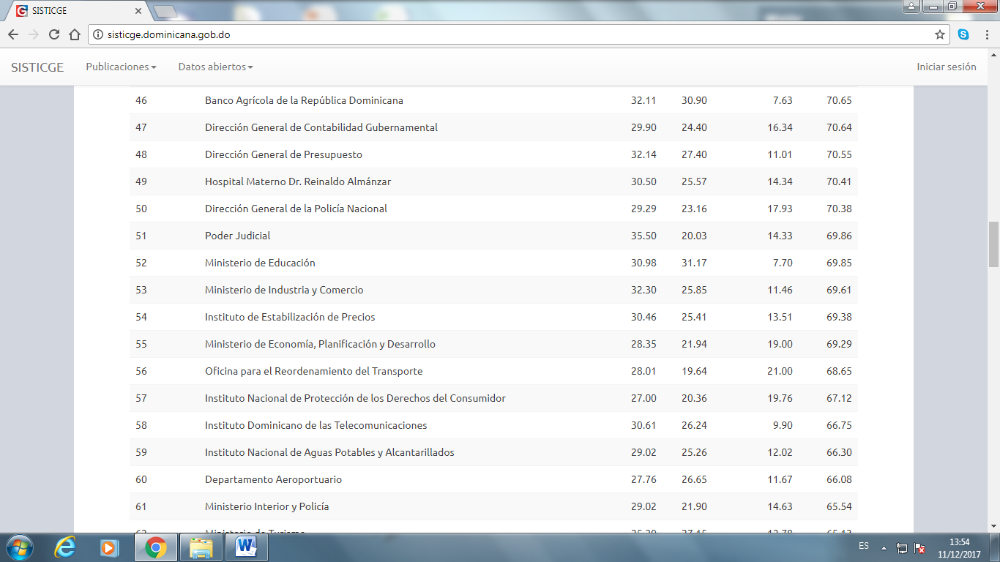 SISTICGE
sisticge.dominicana.gob.do
SISTICGE Publicaciones Datos abiertos Iniciar sesión
46 Banco Agrícola de la República Dominicana 32.11 30.90 7.63 70.65
47 Dirección General de Contabilidad Gubernamental 29.90 24.40 16.34 70.64
48 Dirección General de Presupuesto 32.14 27.40 11.01 70.55
49 Hospital Materno Dr. Reinaldo Almánzar 30.50 25.57 14.34 70.41
50 Dirección General de la Policía Nacional 29.29 23.16 17.93 70.38
51 Poder Judicial 35.50 20.03 14.33 69.86
52 Ministerio de Educación 30.98 31.17 7.70 69.85
53 Ministerio de Industria y Comercio 32.30 25.85 11.46 69.61
54 Instituto de Estabilización de Precios 30.46 25.41 13.51 69.38
55 Ministerio de Economía, Planificación y Desarrollo 28.35 21.94 19.00 69.29
56 Oficina para el Reordenamiento del Transporte 28.01 19.64 21.00 68.65
57 Instituto Nacional de Protección de los Derechos del Consumidor 27.00 20.36 19.76 67.12
58 Instituto Dominicano de las Telecomunicaciones 30.61 26.24 9.90 66.75
59 Instituto Nacional de Aguas Potables y Alcantarillados 29.02 25.26 12.02 66.30
60 Departamento Aeroportuario 27.76 26.65 11.67 66.08
61 Ministerio Interior y Policía 29.02 21.90 14.63 65.54
62 Ministerio de Turismo
ES 13:54
11/12/2017